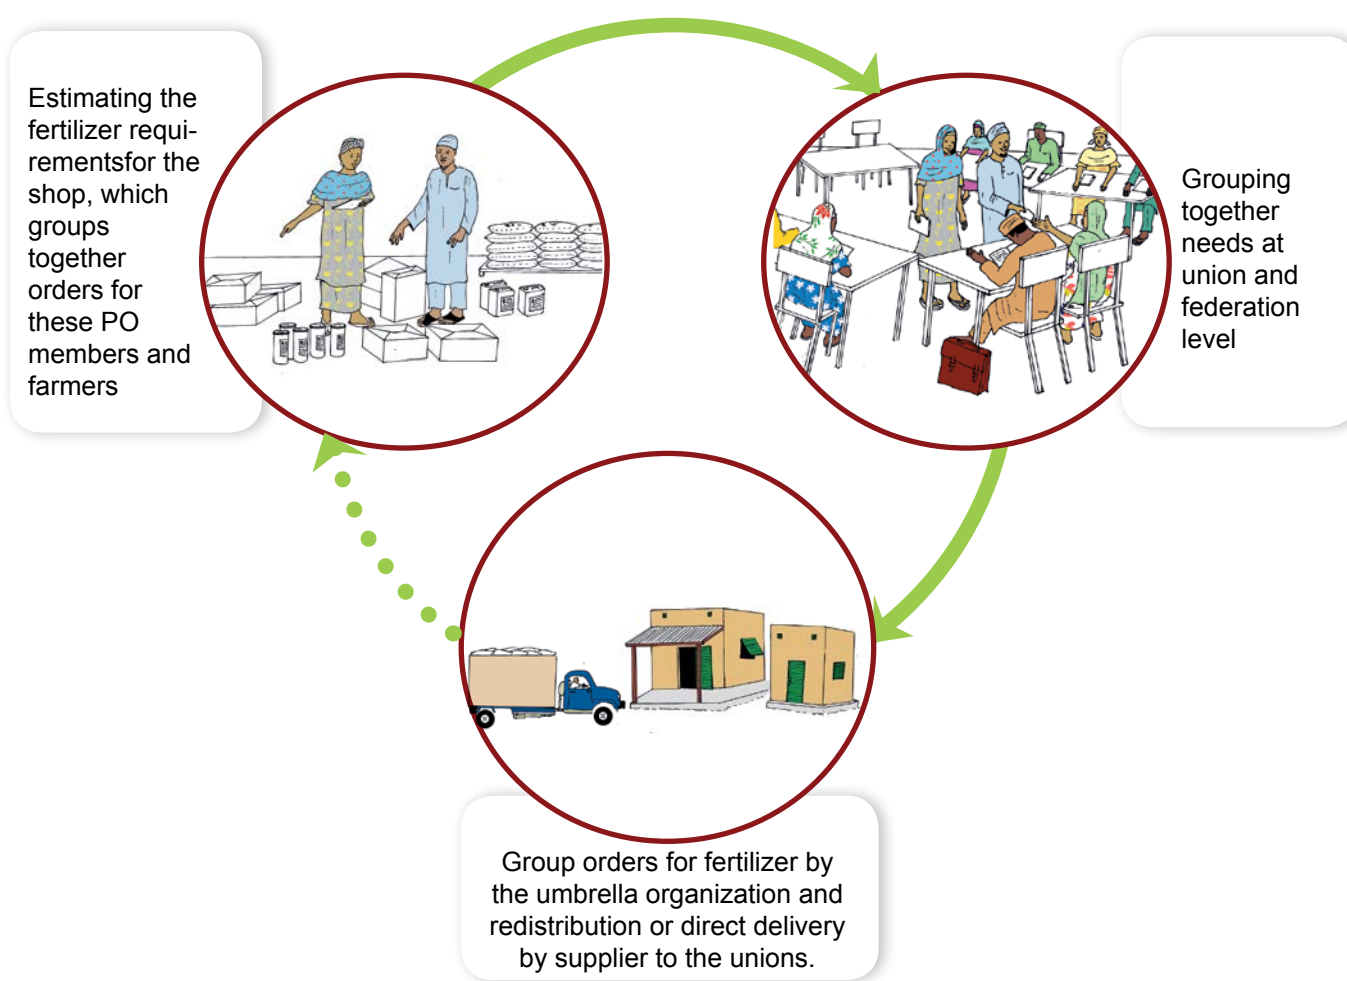 Estimating the
fertilizer requi-
rementsfor the
shop, which
groups
together
orders for
these PO
members and
farmers
Grouping
together
needs at
union and
federation
level
Group orders for fertilizer by
the umbrella organization and
redistribution or direct delivery
by supplier to the unions.